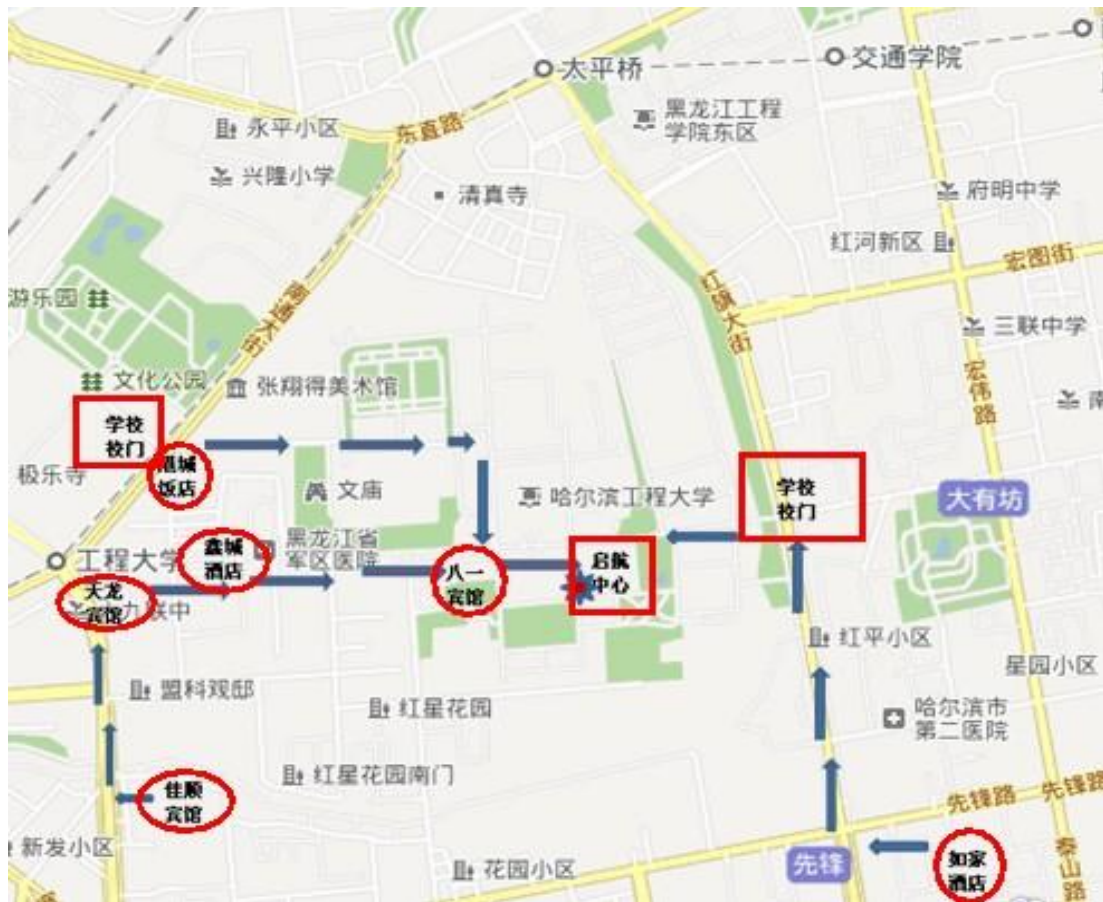 太平桥
交通学院
黑龙江工程
学院东区
永平小区
东直路
兴隆小学
清真寺
府明中学
红河新区
宏图街
游乐园
南通大街
红旗大街
三联中学
宏伟路
文化公园
张翔得美术馆
南
学校
校门
极乐寺
饭店
文庙
哈尔滨工程大学
学校
校门
大有坊
工程大学
鑫城
酒店
黑龙江省
军区医院
八一
宾馆
启航
中心
天龙
宾馆
九联中
红平小区
星园小区
盟科观邸
红星花园
哈尔滨市
第二医院
红星花园南门
佳顺
宾馆
先锋路
先锋路
新发小区
花园小区
先锋
如家
酒店
泰山路